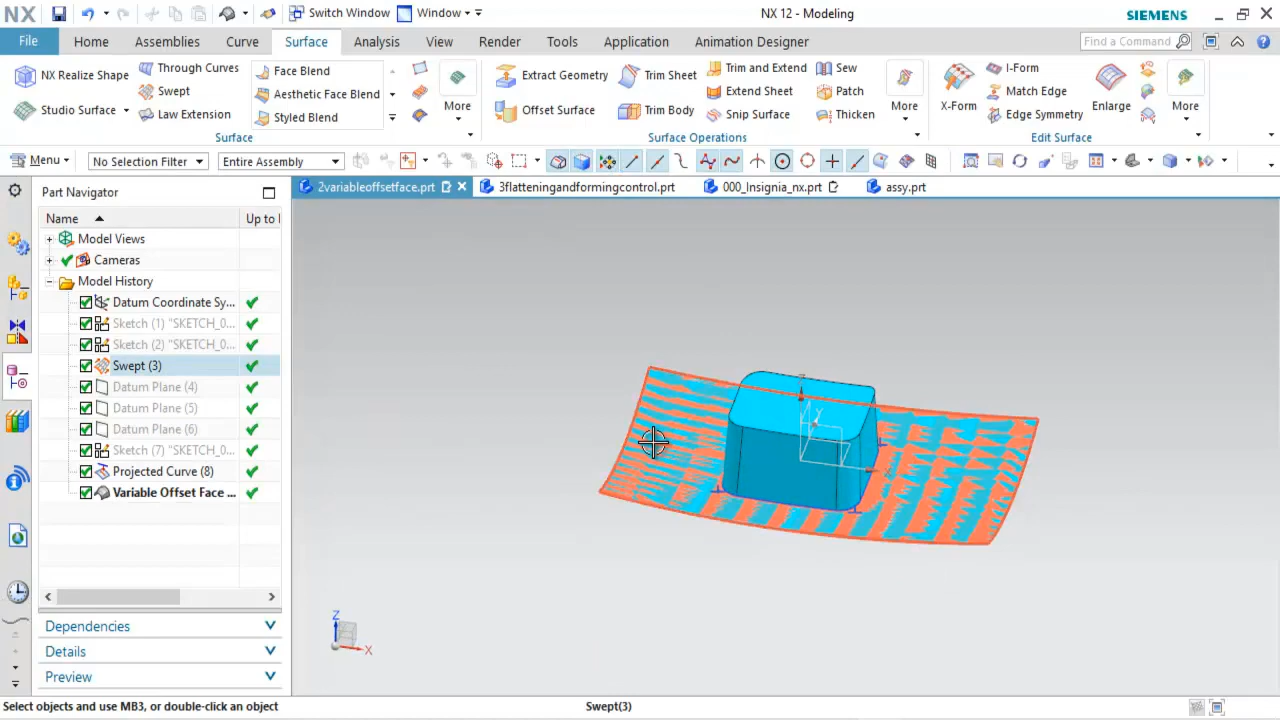 NX
Switch Window
Window
NX 12 - Modeling
SIEMENS
File
Home
Assemblies
Curve
Surface
Analysis
View
Render
Tools
Application
Animation Designer
Find a Command
NX Realize Shape
Studio Surface
Through Curves
Swept
Law Extension
Face Blend
Aesthetic Face Blend
Styled Blend
More
Surface
Extract Geometry
Offset Surface
Trim Sheet
Trim Body
Trim and Extend
Extend Sheet
Snip Surface
Sew
Patch
Thicken
More
Surface Operations
X-Form
I-Form
Match Edge
Edge Symmetry
Enlarge
More
Edit Surface
Menu
No Selection Filter
Entire Assembly
Part Navigator
2variableoffsetface.prt
3flatteningandformingcontrol.prt
000_Insignia_nx.prt
assy.prt
Name
Up to
Model Views
Cameras
Model History
Datum Coordinate Sy...
Sketch (1) "SKETCH_0...
Sketch (2) "SKETCH_0...
Swept (3)
Datum Plane (4)
Datum Plane (5)
Datum Plane (6)
Sketch (7) "SKETCH_0...
Projected Curve (8)
Variable Offset Face ...
Z
Y
X
Z
X
Dependencies
Details
Preview
Select objects and use MB3, or double-click an object
Swept(3)